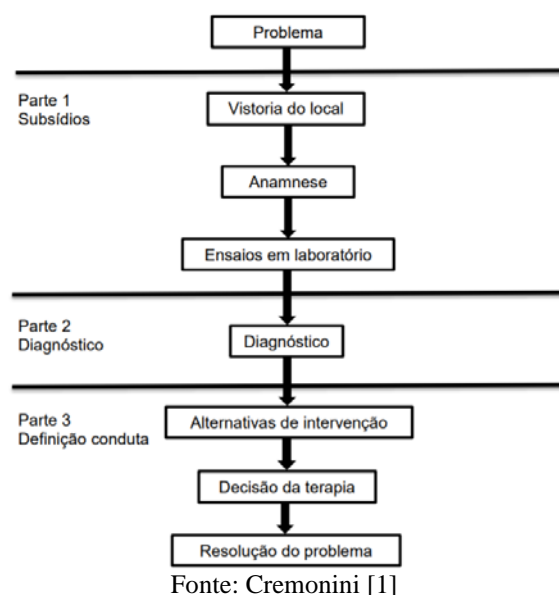 Problema
Parte 1
Subsídios
Vistoria do local
Anamnese
Ensaios em laboratório
Parte 2
Diagnóstico
Diagnóstico
Parte 3
Definição conduta
Alternativas de intervenção
Decisão da terapia
Resolução do problema
Fonte: Cremonini [1]